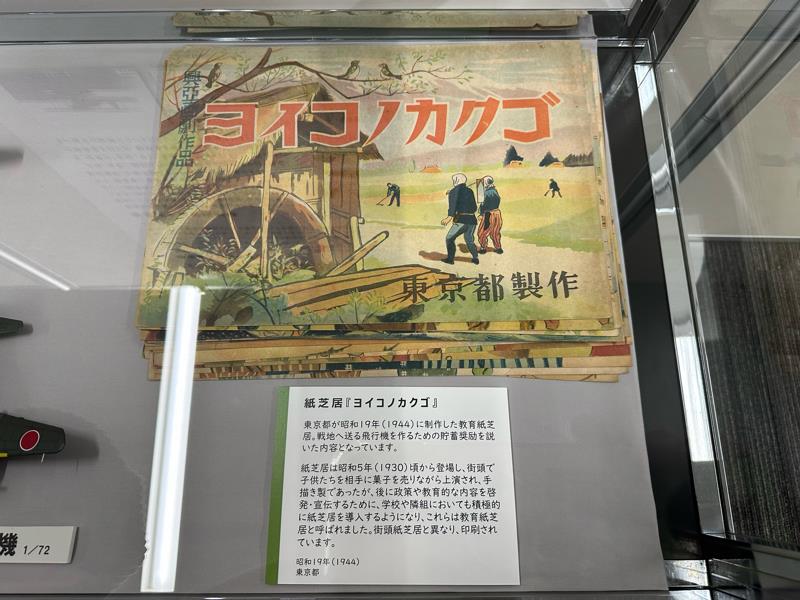 興亞
作品
ヨイコノカクゴ
東京都製作
紙芝居『ヨイコノカクゴ』
東京都が昭和19年(1944)に制作した教育紙芝
居。戦地へ送る飛行機を作るための貯蓄奨励を説
いた内容となっています。
紙芝居は昭和5年(1930)頃から登場し、街頭で
子供たちを相手に菓子を売りながら上演され、手
描き製であったが、後に政策や教育的な内容を啓
発・宣伝するために、学校や隣組においても積極的
に紙芝居を導入するようになり、これらは教育紙芝
居と呼ばれました。街頭紙芝居と異なり、印刷され
ています。
昭和19年(1944)
東京都
機 1/72